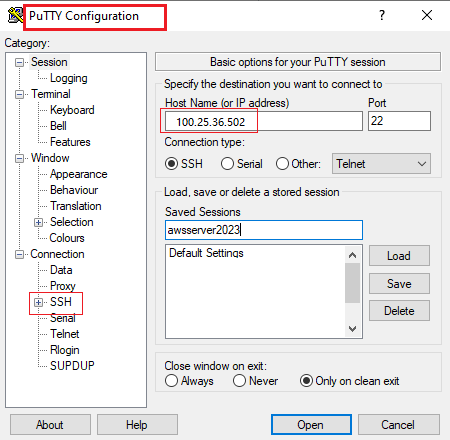 PuTTY Configuration
Category:
Session
Logging
Terminal
Keyboard
Bell
Features
Window
Appearance
Behaviour
Translation
Selection
Colours
Connection
Data
Proxy
SSH
Serial
Telnet
Rlogin
SUPDUP
Basic options for your PuTTY session
Specify the destination you want to connect to
Host Name (or IP address) Port
100.25.36.502 22
Connection type:
SSH Serial Other: Telnet
Load, save or delete a stored session
Saved Sessions
awsserver2023
Default Settings
Load
Save
Delete
Close window on exit:
Always Never Only on clean exit
About Help Open Cancel